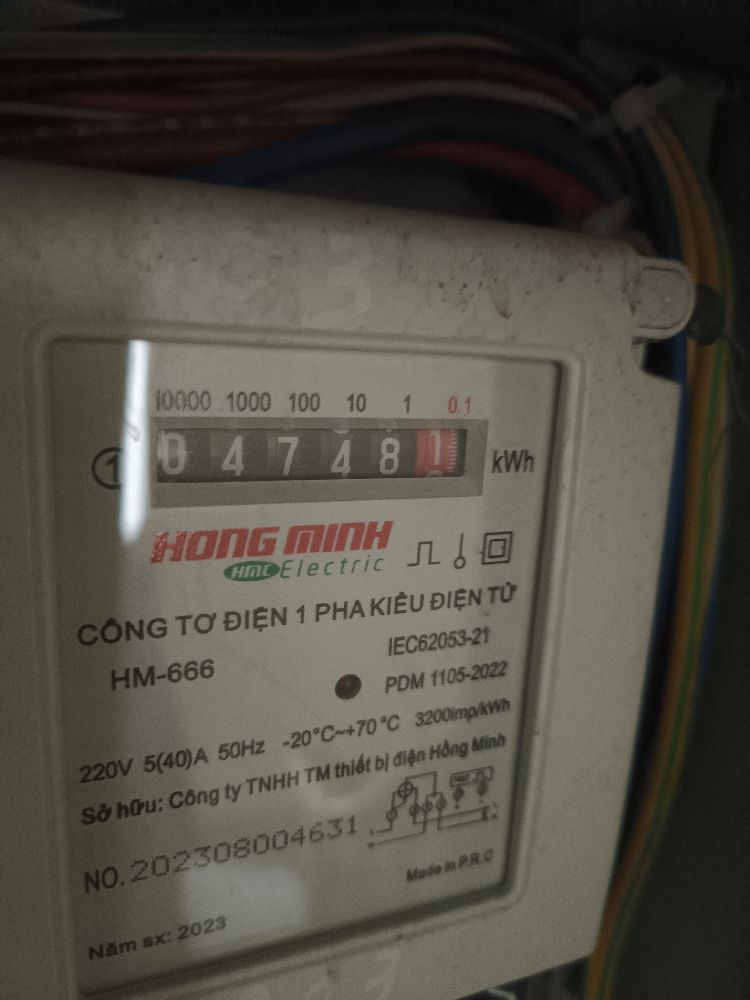 10000 1000 100 10 1 0.1
1 0 4 7 4 8 1 kWh
HONG MINH
HMC Electric
CÔNG TƠ ĐIỆN 1 PHA KIỂU ĐIỆN TỬ
HM-666
IEC62053-21
PDM 1105-2022
220V 5(40)A 50Hz -20°C~+70°C 3200imp/kWh
Sở hữu: Công ty TNHH TM thiết bị điện Hồng Minh
NO.202308004631
Made in P.R.C
Năm sx: 2023